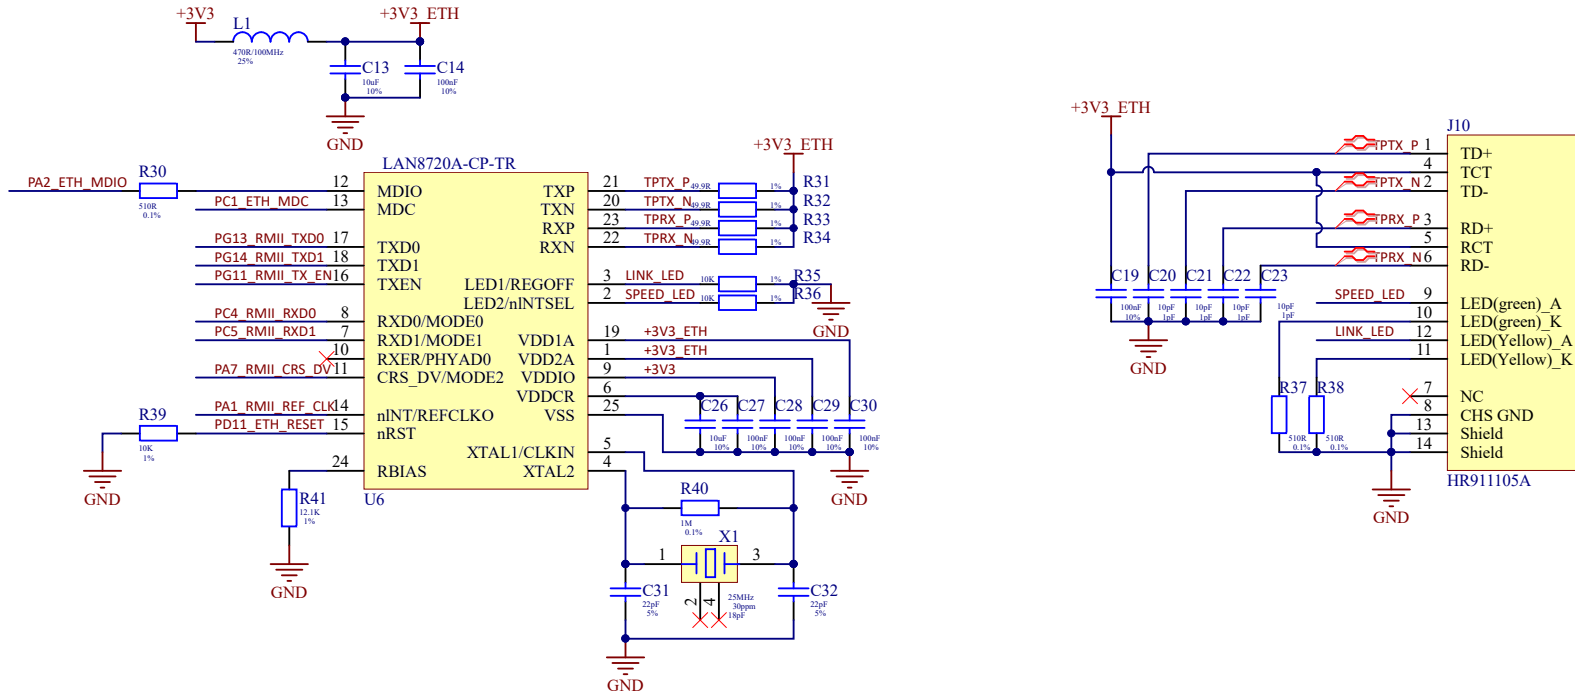 +3V3
+3V3_ETH
L1
470R/100MHz
25%
C13
10uF
10%
C14
100nF
10%
GND
LAN8720A-CP-TR
U6
PA2_ETH_MDIO
R30
510R
0.1%
12
MDIO
PC1_ETH_MDC
13
MDC
PG13_RMII_TXD0
17
TXD0
PG14_RMII_TXD1
18
TXD1
PG11_RMII_TX_EN
16
TXEN
PC4_RMII_RXD0
8
RXD0/MODE0
PC5_RMII_RXD1
7
RXD1/MODE1
10
RXER/PHYAD0
PA7_RMII_CRS_DV
11
CRS_DV/MODE2
PA1_RMII_REF_CLK
14
nINT/REFCLKO
R39
10K
1%
PD11_ETH_RESET
15
nRST
GND
24
RBIAS
R41
12.1K
1%
GND
+3V3_ETH
TXP
21
TPTX_P
49.9R
1%
R31
TXN
20
TPTX_N
49.9R
1%
R32
RXP
23
TPRX_P
49.9R
1%
R33
RXN
22
TPRX_N
49.9R
1%
R34
LED1/REGOFF
3
LINK_LED
10K
1%
R35
LED2/nINTSEL
2
SPEED_LED
10K
1%
R36
GND
VDD1A
19
+3V3_ETH
VDD2A
1
+3V3_ETH
VDDIO
9
+3V3
VDDCR
6
VSS
25
C26
10uF
10%
C27
100nF
10%
C28
100nF
10%
C29
100nF
10%
C30
100nF
10%
GND
XTAL1/CLKIN
5
XTAL2
4
R40
1M
0.1%
X1
1
3
2
4
25MHz
30ppm
18pF
C31
22pF
5%
C32
22pF
5%
GND
+3V3_ETH
C19
100nF
10%
C20
10pF
1pF
C21
10pF
1pF
C22
10pF
1pF
C23
10pF
1pF
GND
J10
TPTX_P
1
TD+
4
TCT
TPTX_N
2
TD-
TPRX_P
3
RD+
5
RCT
TPRX_N
6
RD-
SPEED_LED
9
LED(green)_A
10
LED(green)_K
LINK_LED
12
LED(Yellow)_A
11
LED(Yellow)_K
7
NC
8
CHS GND
13
Shield
14
Shield
R37
510R
0.1%
R38
510R
0.1%
HR911105A
GND